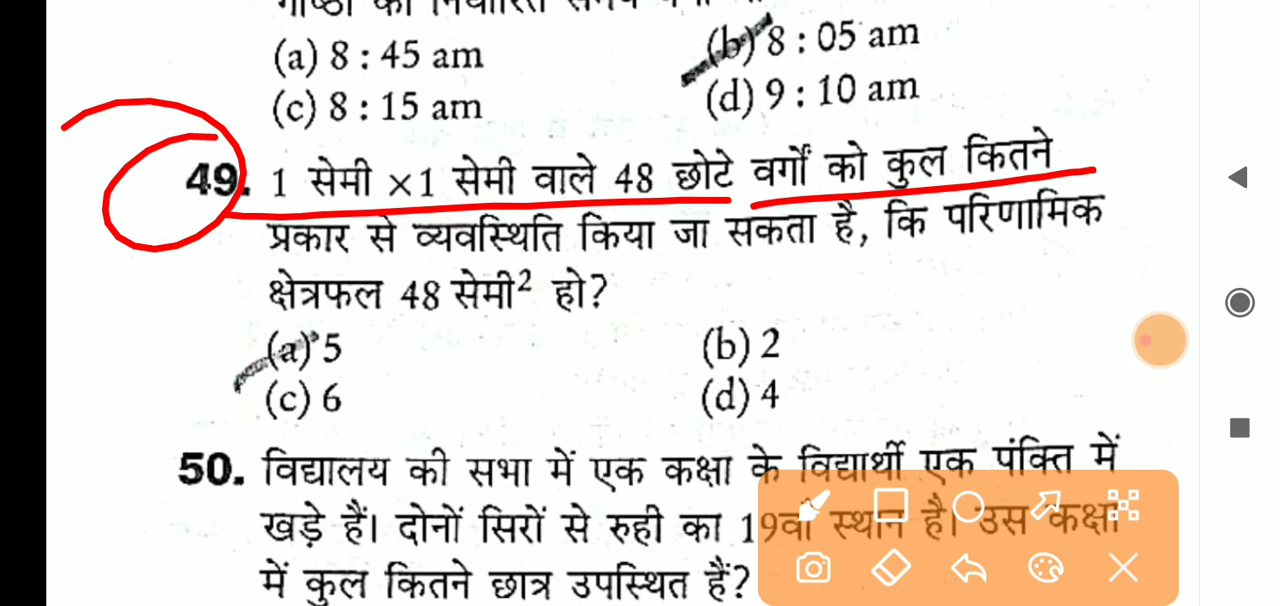 (a) 8 : 45 am (b) 8 : 05 am
(c) 8 : 15 am (d) 9 : 10 am
49. 1 सेमी ×1 सेमी वाले 48 छोटे वर्गों को कुल कितने
प्रकार से व्यवस्थिति किया जा सकता है, कि परिणामिक
क्षेत्रफल 48 सेमी² हो?
(a) 5 (b) 2
(c) 6 (d) 4
50. विद्यालय की सभा में एक कक्षा के विद्यार्थी एक पंक्ति में
खड़े हैं। दोनों सिरों से रुही का 19वां स्थान है। उस कक्षा
में कुल कितने छात्र उपस्थित हैं?